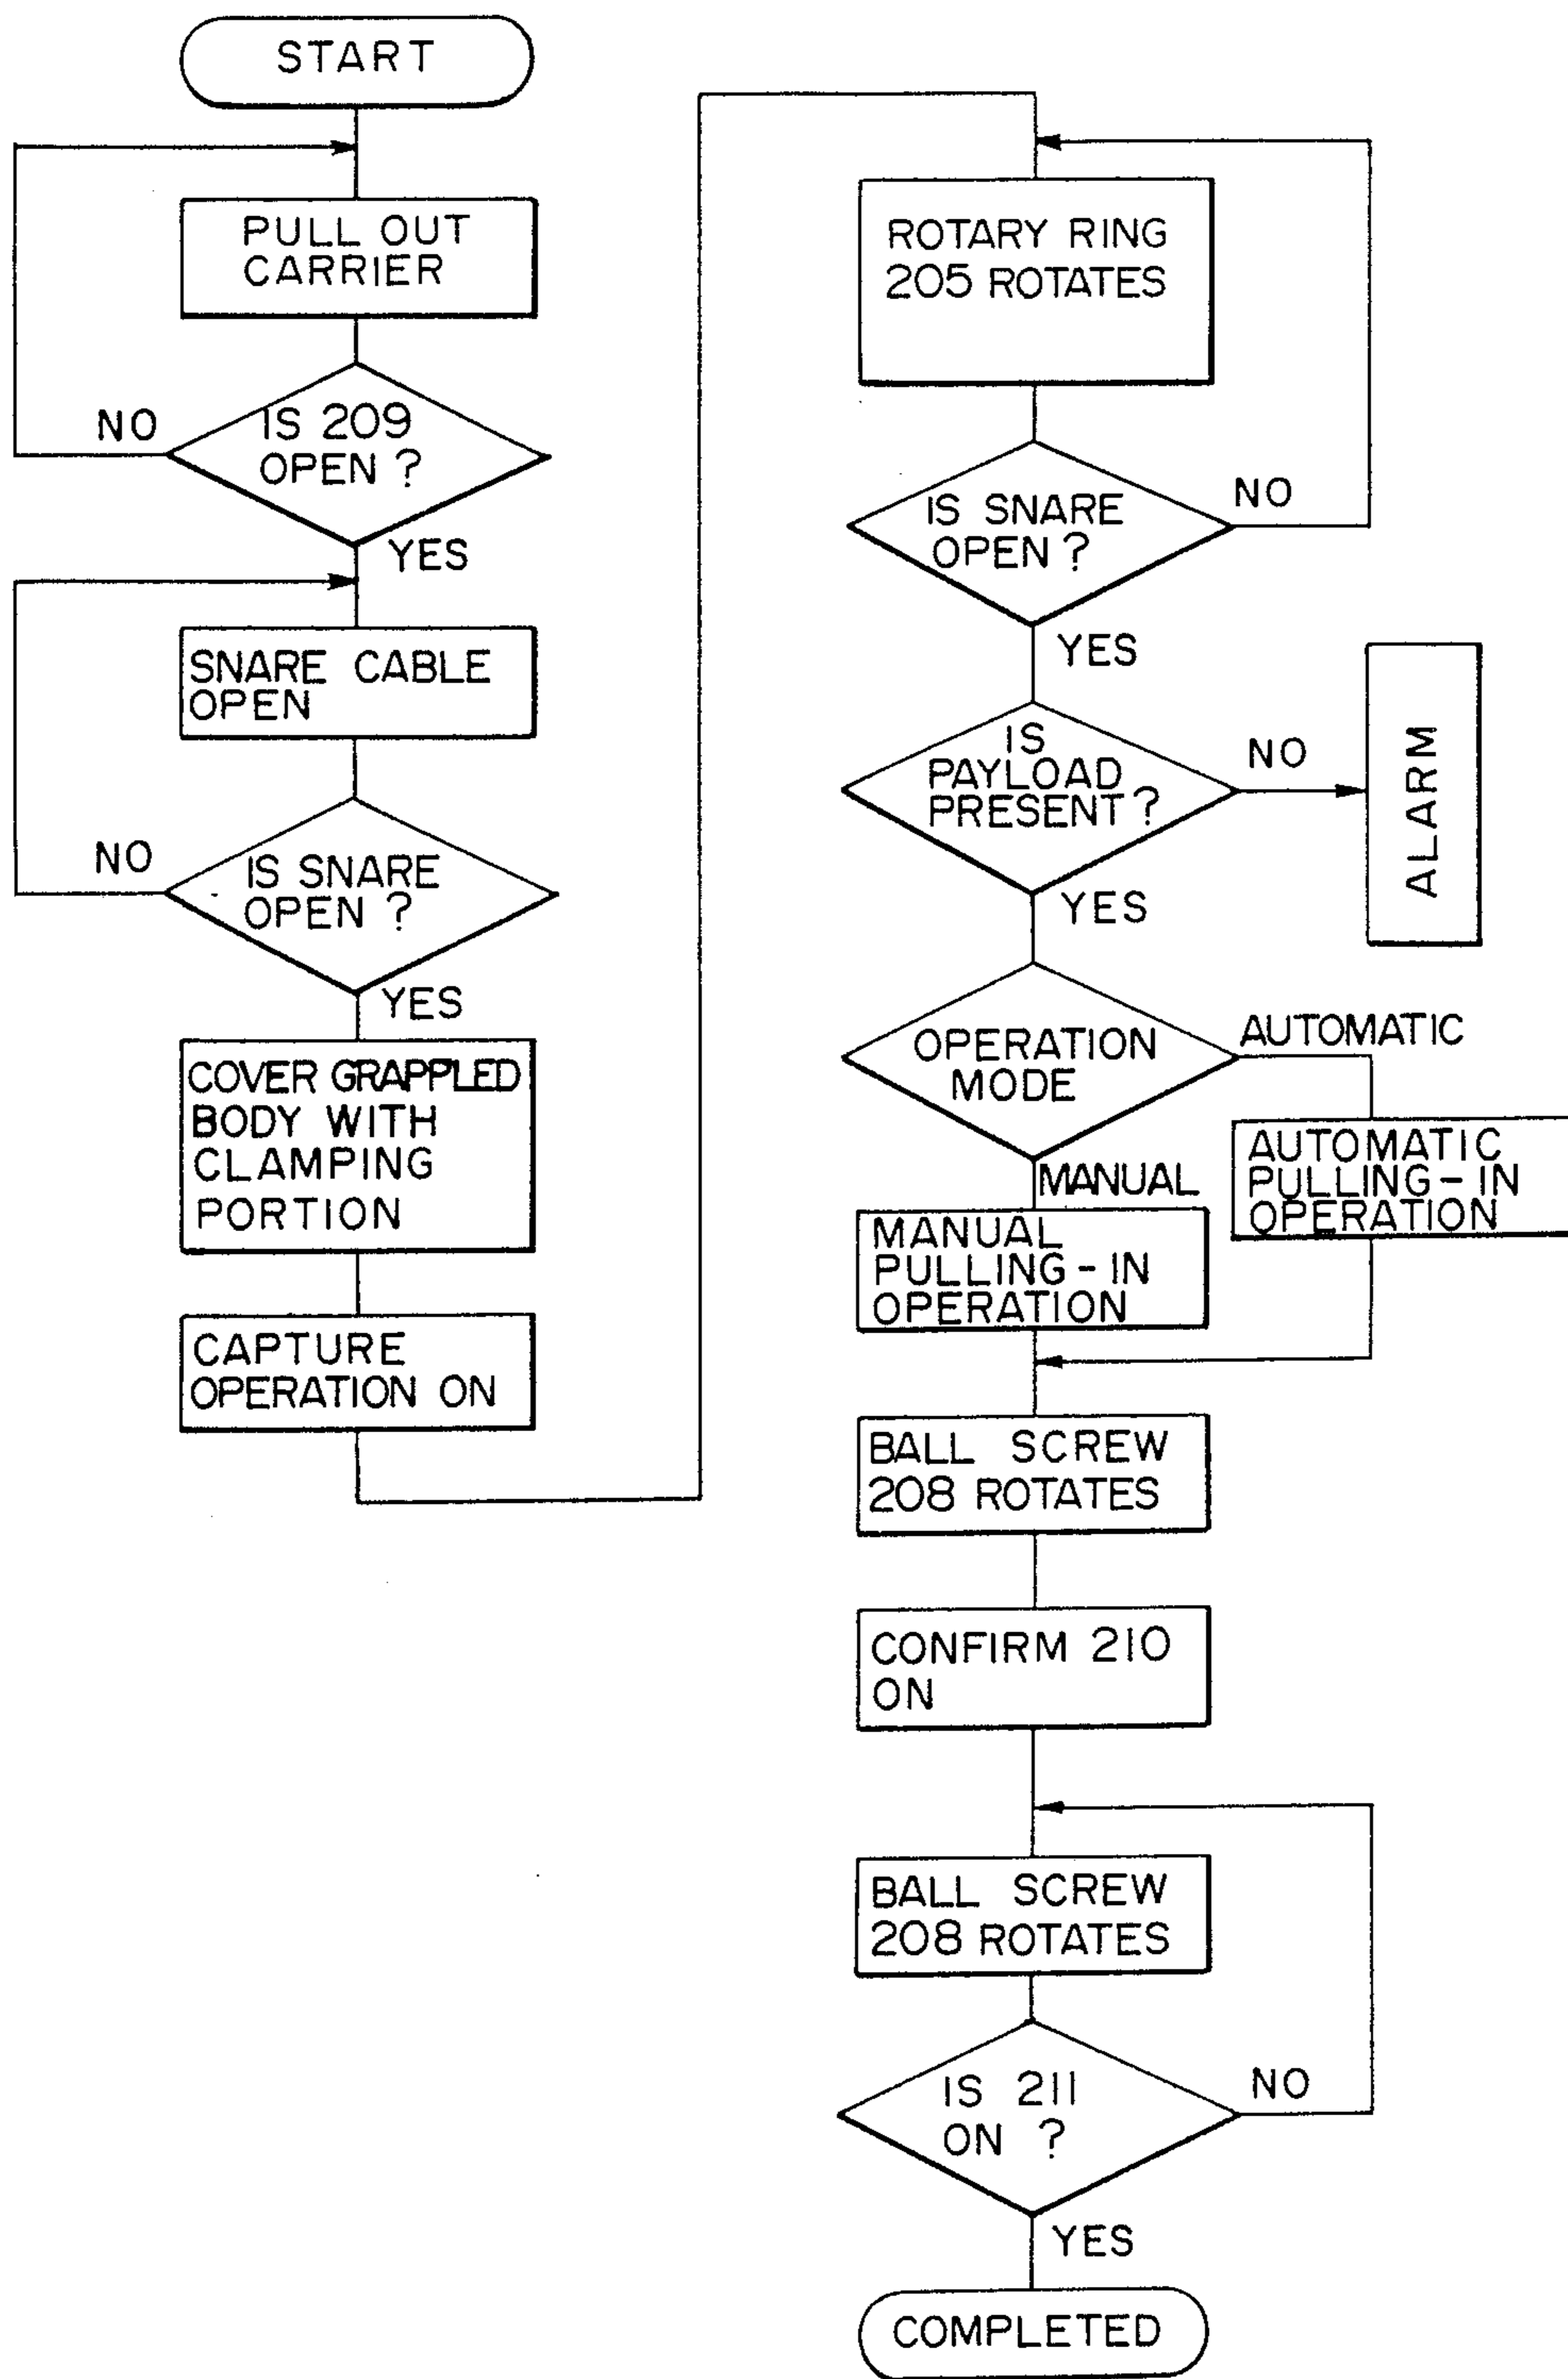 START
PULL OUT
CARRIER
IS 209
OPEN ?
NO
YES
SNARE CABLE
OPEN
IS SNARE
OPEN ?
NO
YES
COVER GRAPPLED
BODY WITH
CLAMPING
PORTION
CAPTURE
OPERATION ON
ROTARY RING
205 ROTATES
IS SNARE
OPEN ?
NO
YES
IS
PAYLOAD
PRESENT ?
NO
ALARM
YES
OPERATION
MODE
AUTOMATIC
AUTOMATIC
PULLING-IN
OPERATION
MANUAL
MANUAL
PULLING-IN
OPERATION
BALL SCREW
208 ROTATES
CONFIRM 210
ON
BALL SCREW
208 ROTATES
IS 211
ON ?
NO
YES
COMPLETED